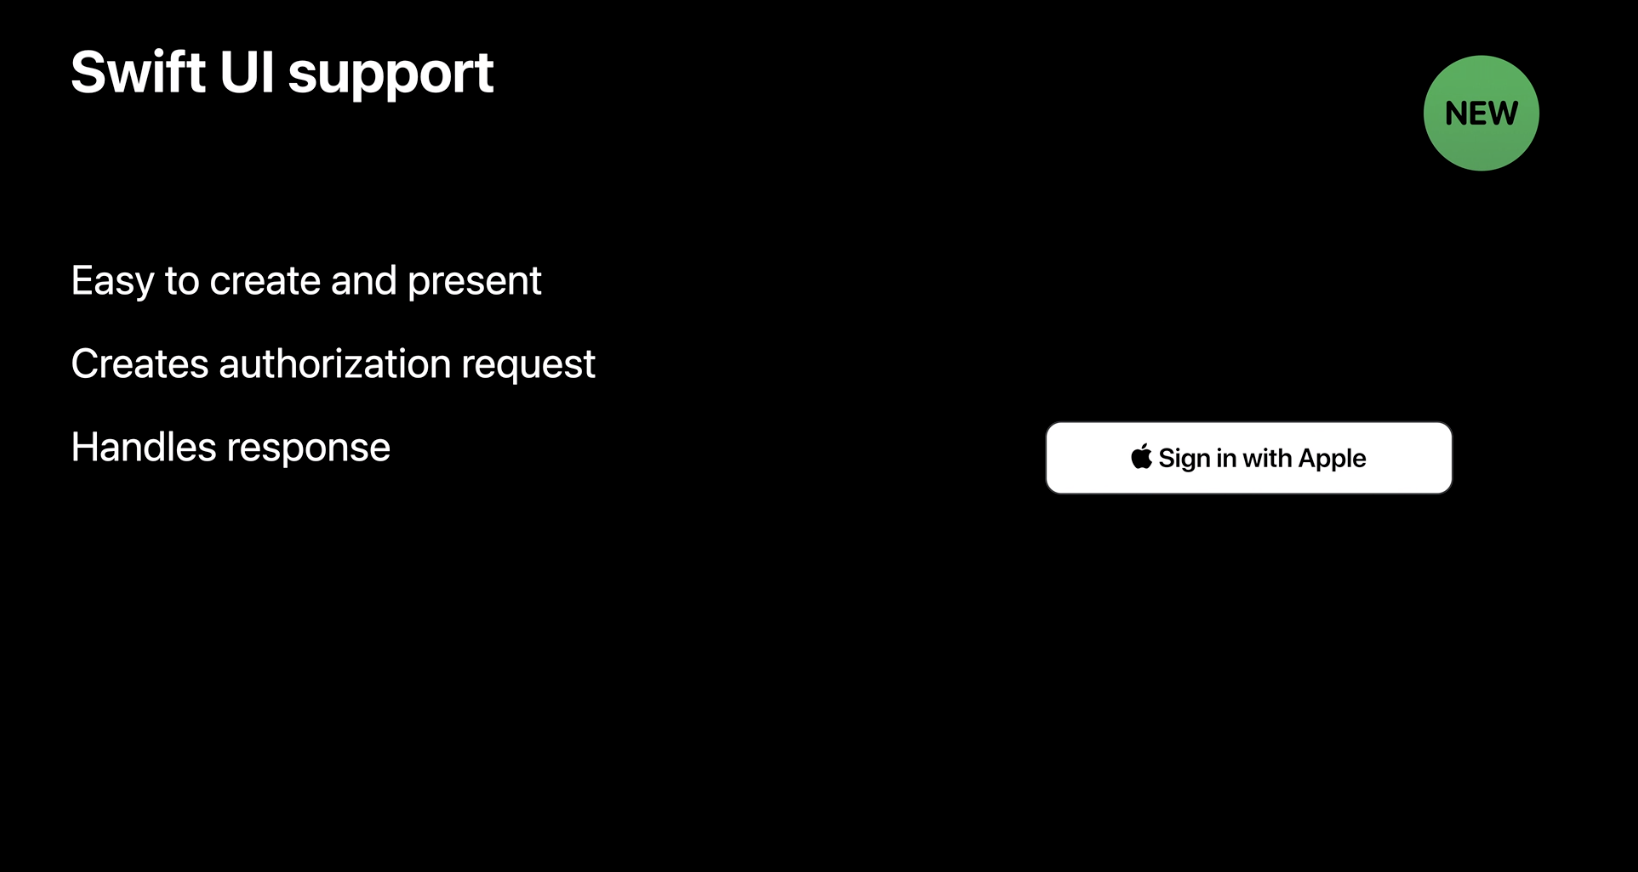 Swift UI support
NEW
Easy to create and present
Creates authorization request
Handles response
Sign in with Apple